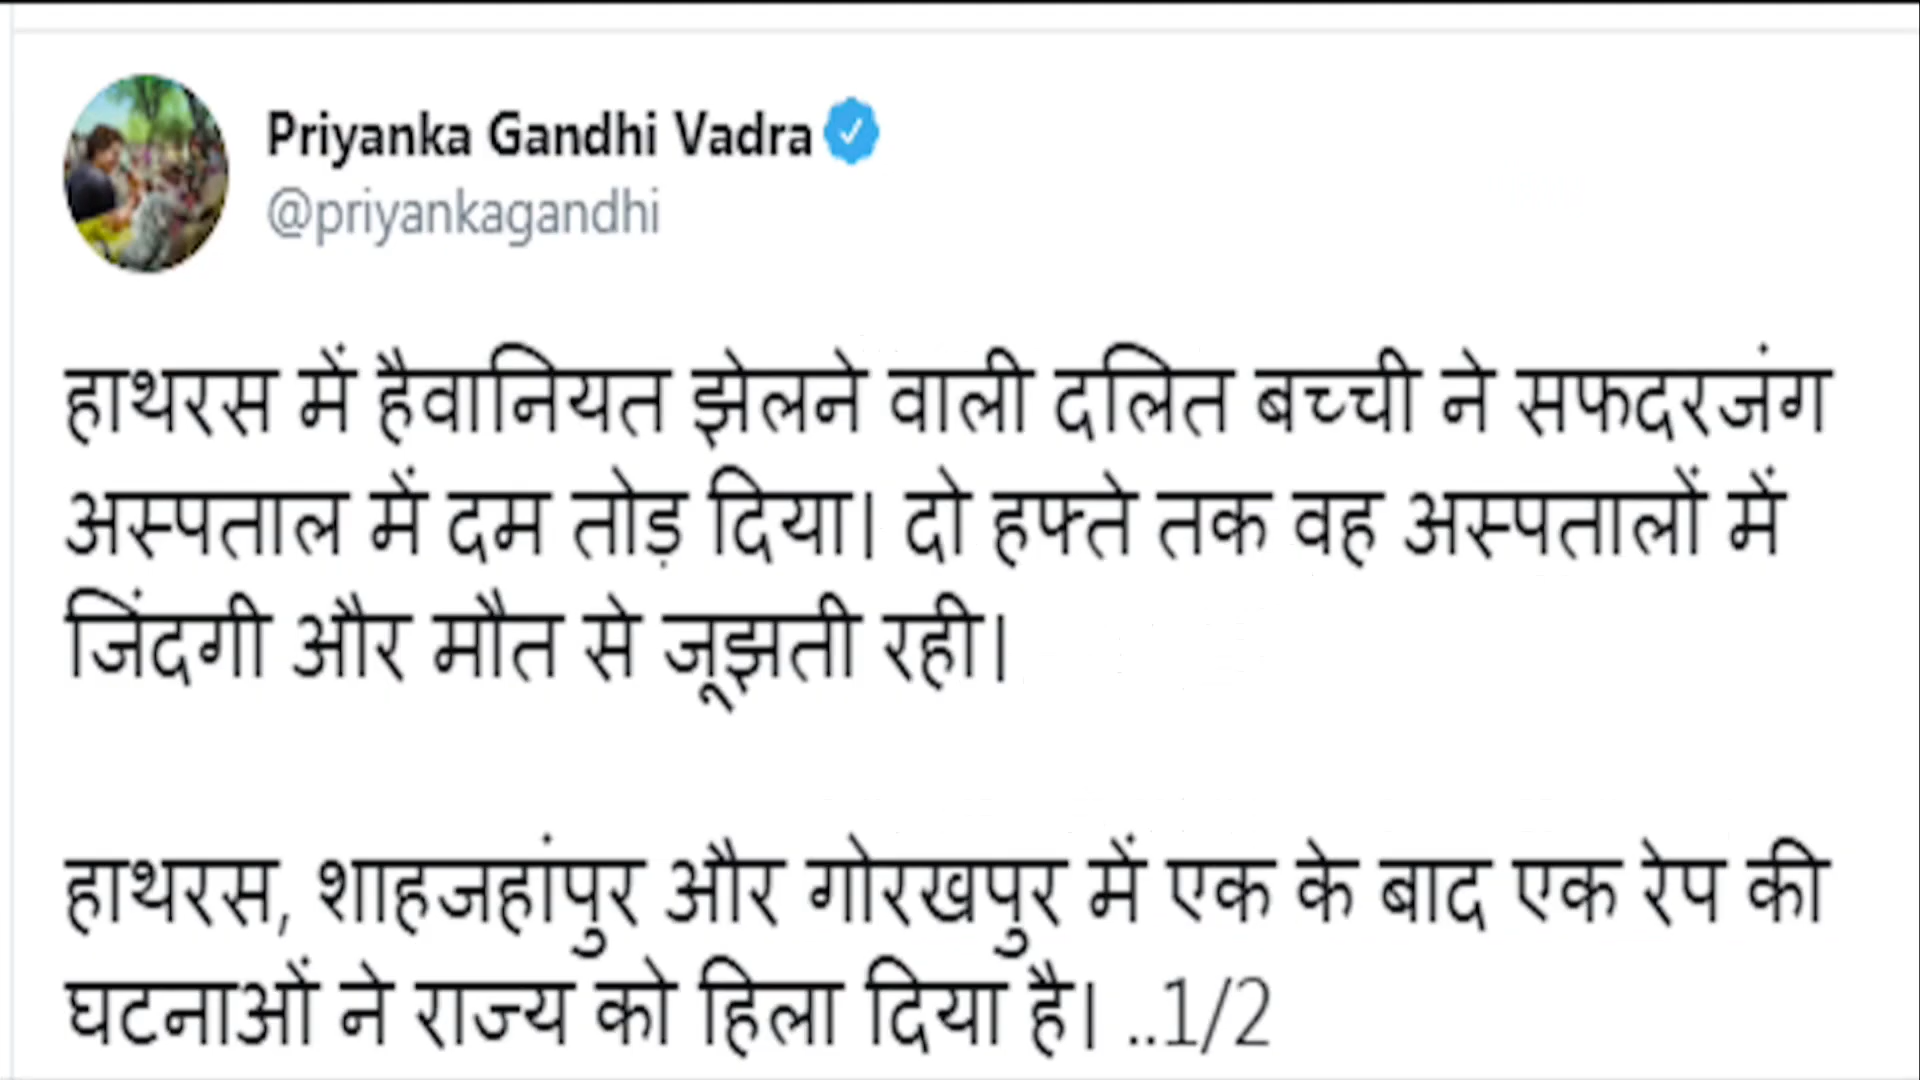 Priyanka Gandhi Vadra
@priyankagandhi
हाथरस में हैवानियत झेलने वाली दलित बच्ची ने सफदरजंग
अस्पताल में दम तोड़ दिया। दो हफ्ते तक वह अस्पतालों में
जिंदगी और मौत से जूझती रही।
हाथरस, शाहजहांपुर और गोरखपुर में एक के बाद एक रेप की
घटनाओं ने राज्य को हिला दिया है। ..1/2